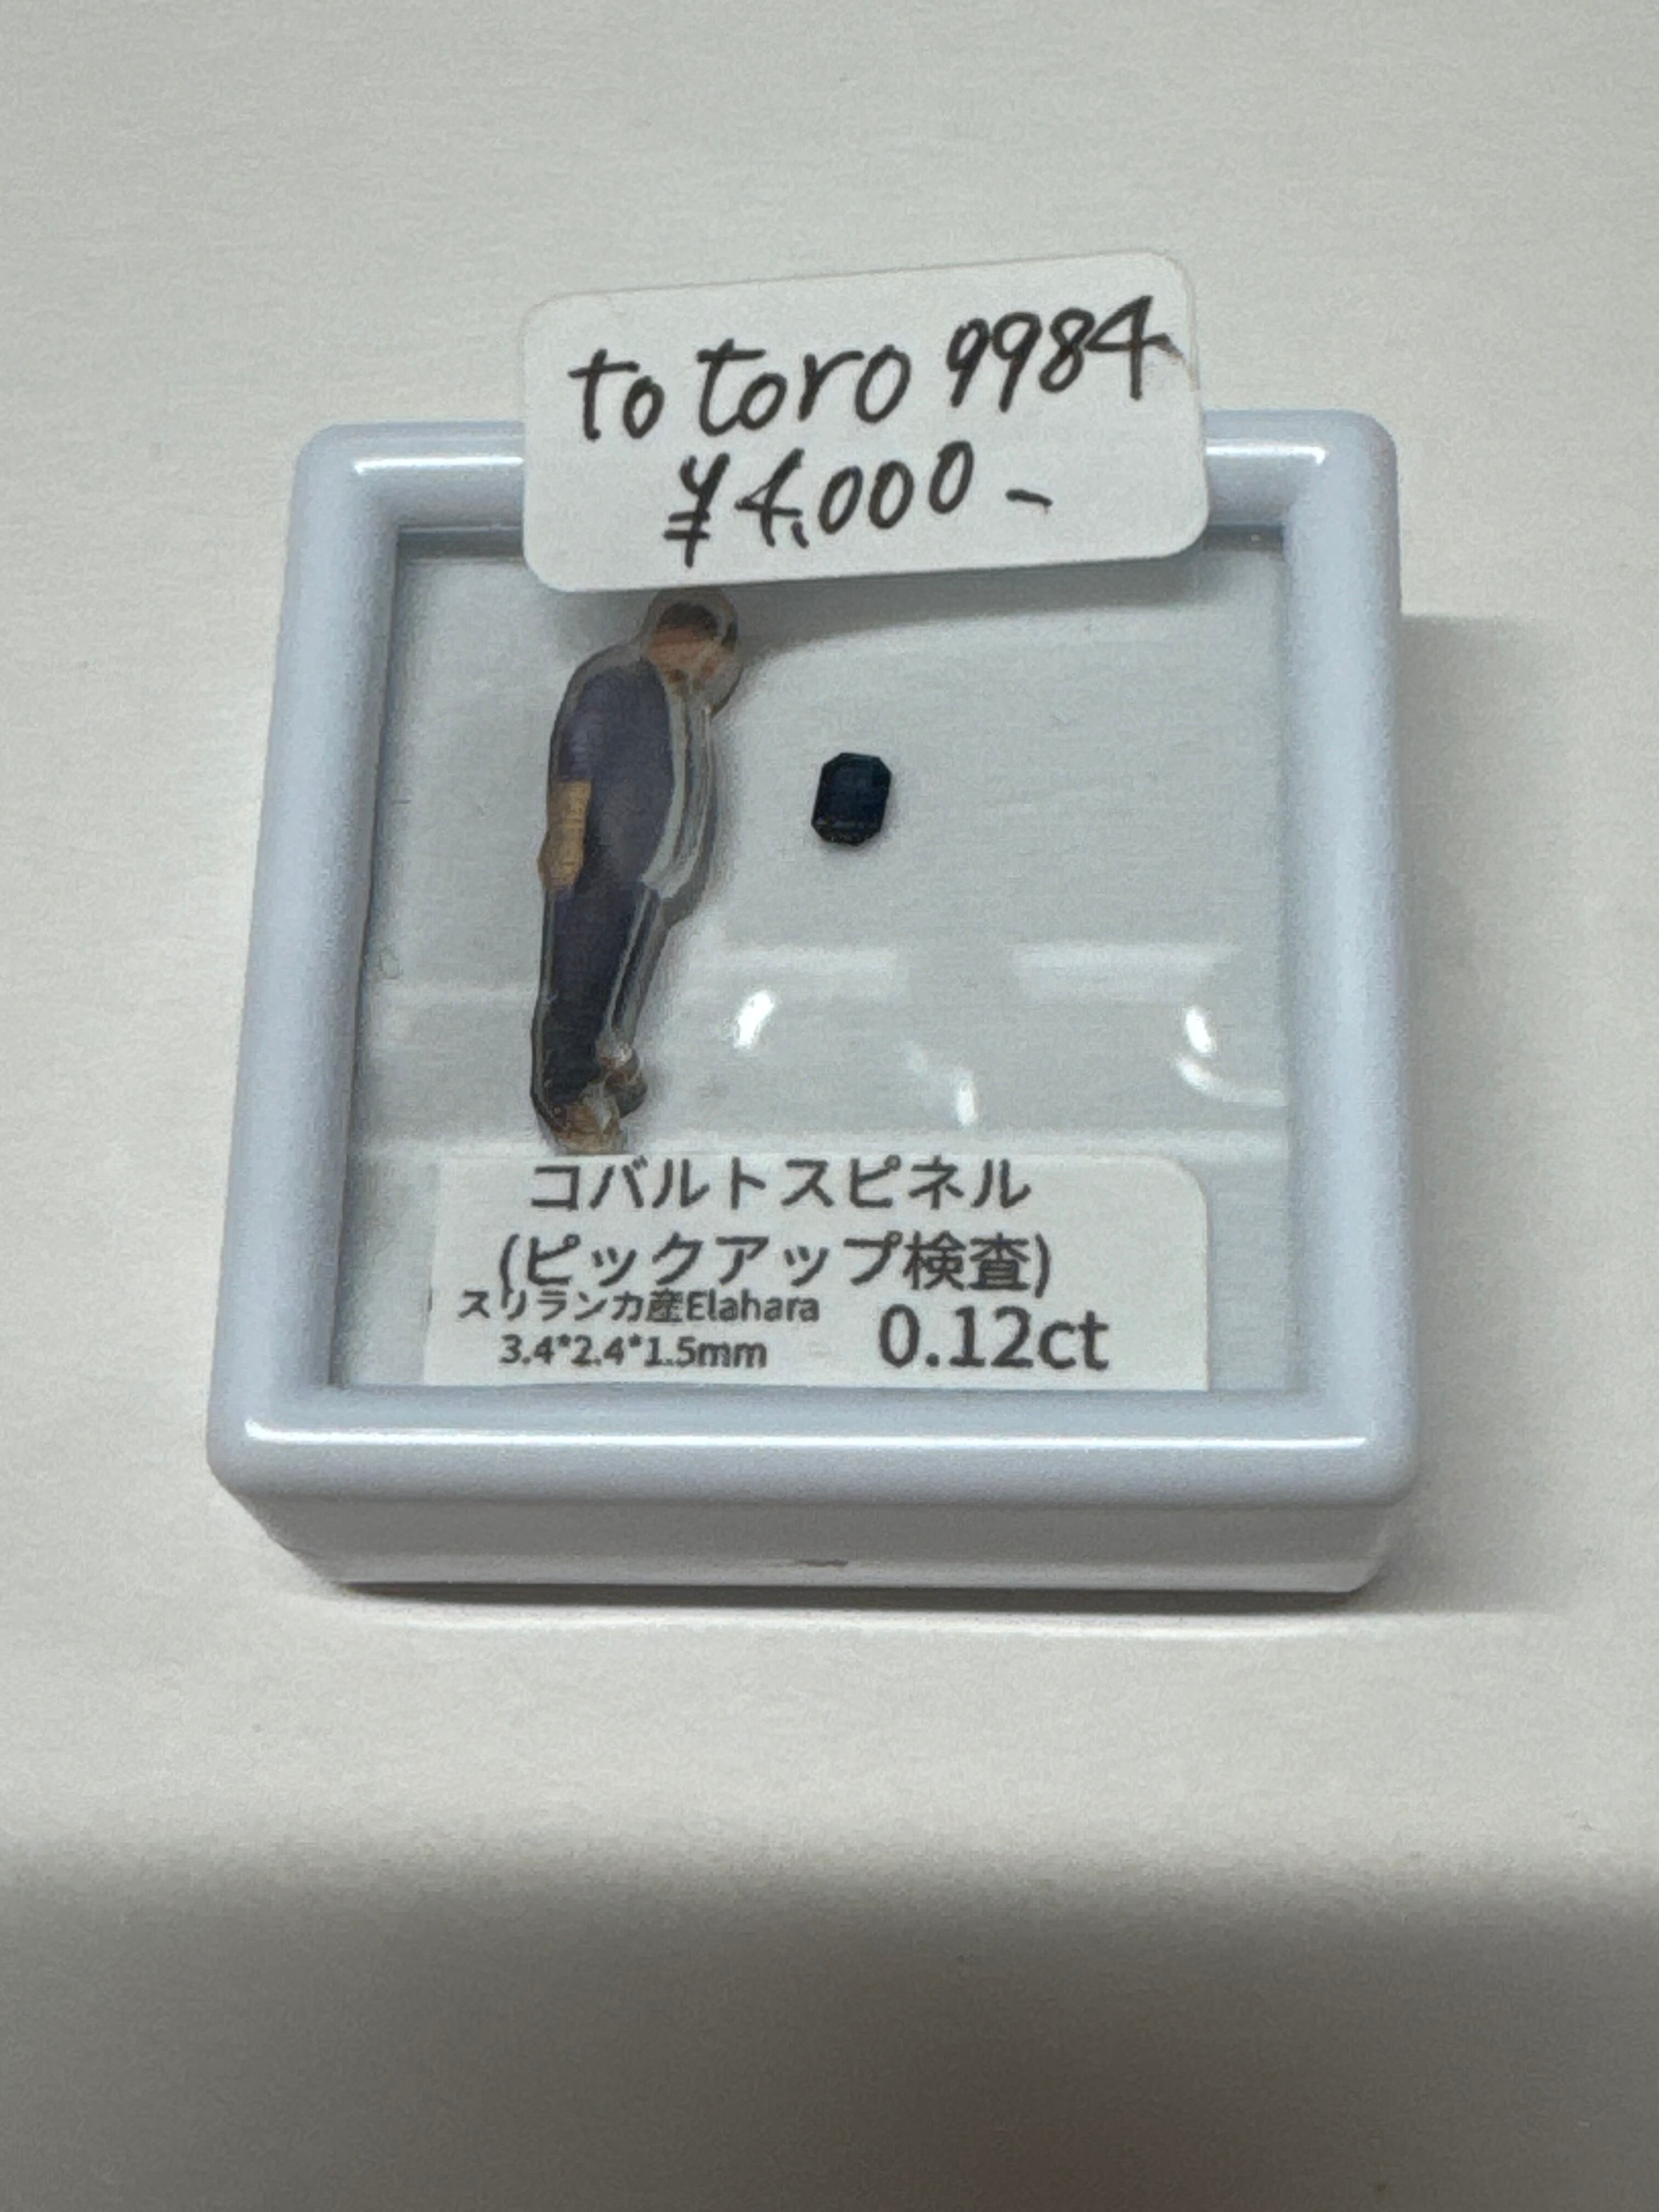 totoro 9984
¥4,000-
コバルトスピネル
(ピックアップ検査)
スリランカ産Elahara
3.4*2.4*1.5mm 0.12ct